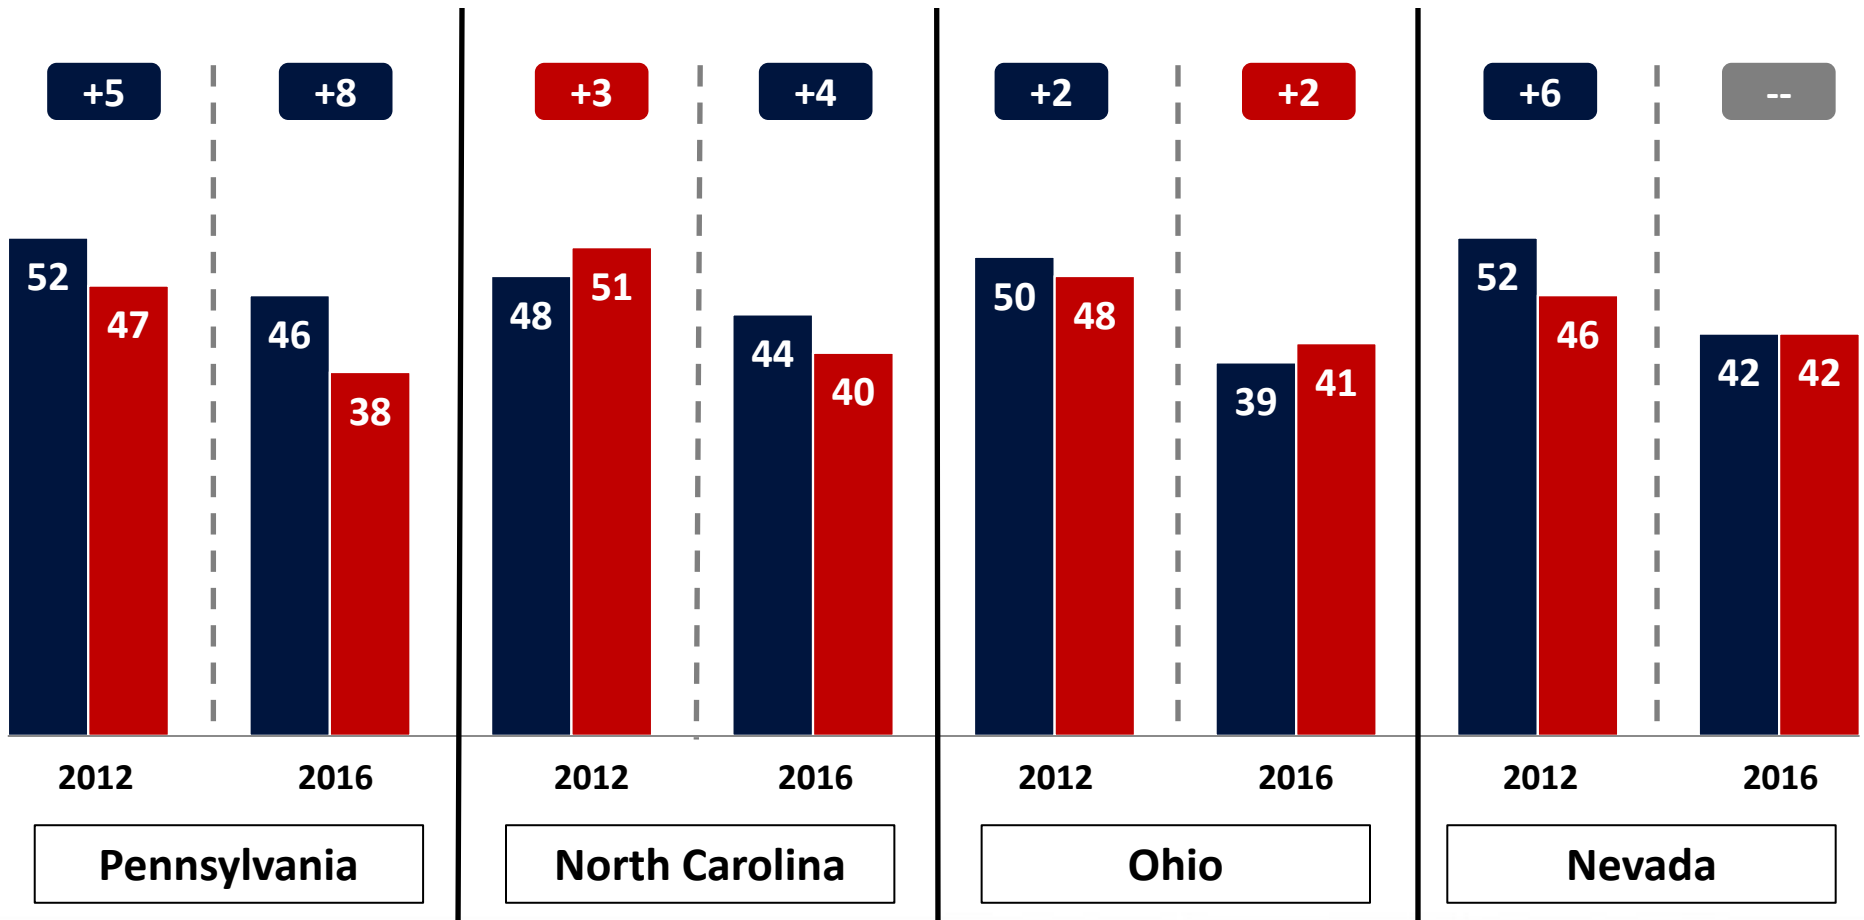 +5 +8 +3 +4 +2 +2 +6 --
52 47 46 38 48 51 44 40 50 48 39 41 52 46 42 42
2012 2016 2012 2016 2012 2016 2012 2016
Pennsylvania North Carolina Ohio Nevada